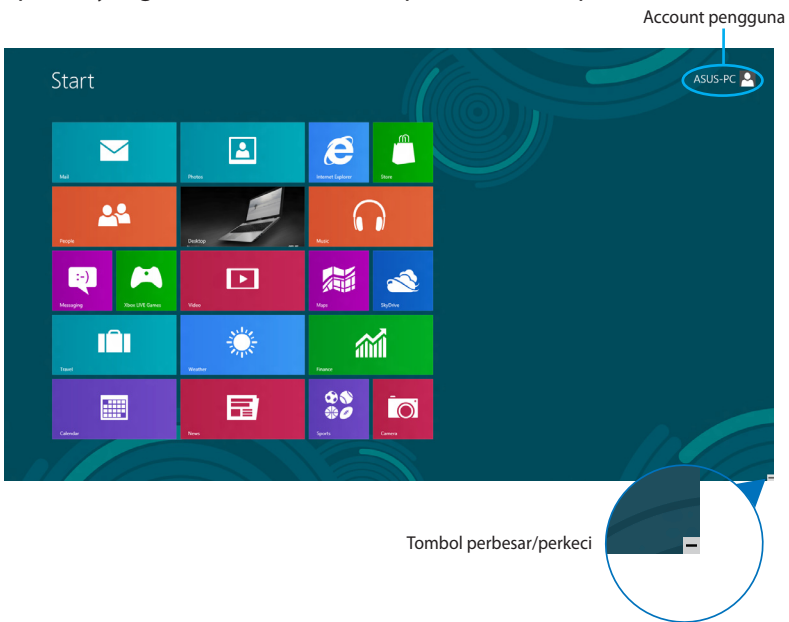 Account pengguna
Start
ASUS-PC
Mail
Photos
Internet Explorer
Store
People
Desktop
Music
Messaging
Xbox LIVE Games
Video
Maps
SkyDrive
Travel
Weather
Finance
Calendar
News
Sports
Camera
Tombol perbesar/perkeci